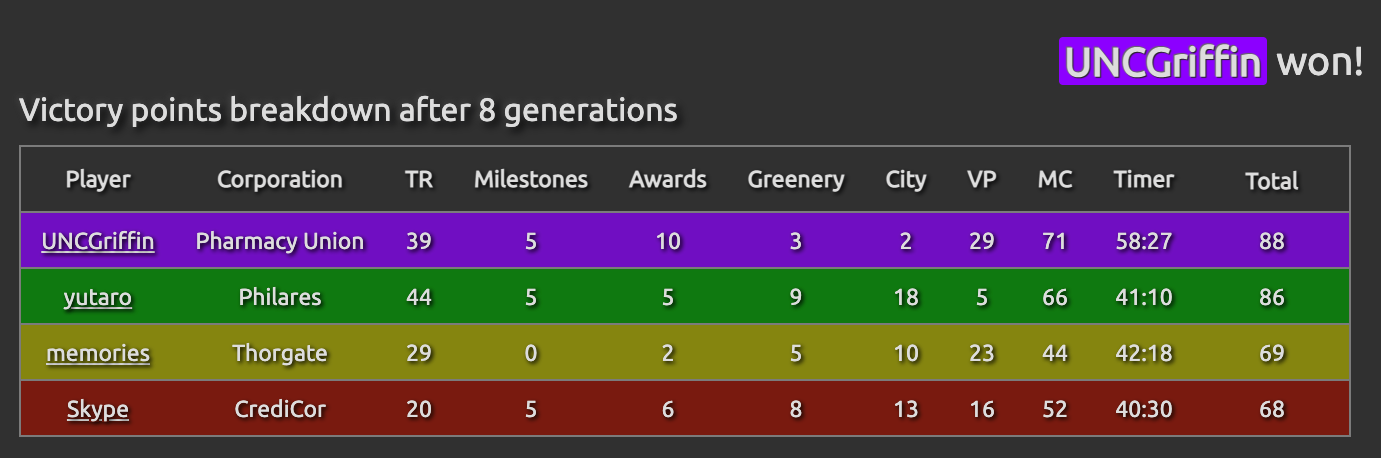 UNCGriffin won!
Victory points breakdown after 8 generations
Player Corporation TR Milestones Awards Greenery City VP MC Timer Total
UNCGriffin Pharmacy Union 39 5 10 3 2 29 71 58:27 88
yutaro Philares 44 5 5 9 18 5 66 41:10 86
memories Thorgate 29 0 2 5 10 23 44 42:18 69
Skype CrediCor 20 5 6 8 13 16 52 40:30 68